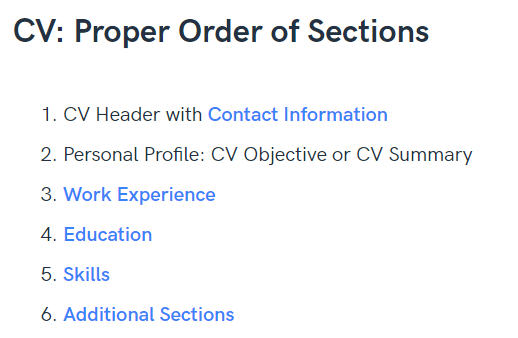 CV: Proper Order of Sections
1. CV Header with Contact Information
2. Personal Profile: CV Objective or CV Summary
3. Work Experience
4. Education
5. Skills
6. Additional Sections